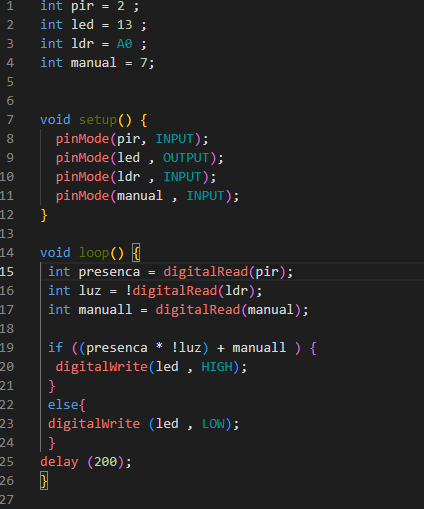 1 int pir = 2 ;
2 int led = 13 ;
3 int ldr = A0 ;
4 int manual = 7;
5
6
7 void setup() {
8   pinMode(pir, INPUT);
9   pinMode(led , OUTPUT);
10   pinMode(ldr , INPUT);
11   pinMode(manual , INPUT);
12 }
13
14 void loop() {
15  int presenca = digitalRead(pir);
16  int luz = !digitalRead(ldr);
17  int manuall = digitalRead(manual);
18
19  if ((presenca * !luz) + manuall ) {
20   digitalWrite(led , HIGH);
21  }
22  else{
23  digitalWrite (led , LOW);
24  }
25 delay (200);
26 }
27